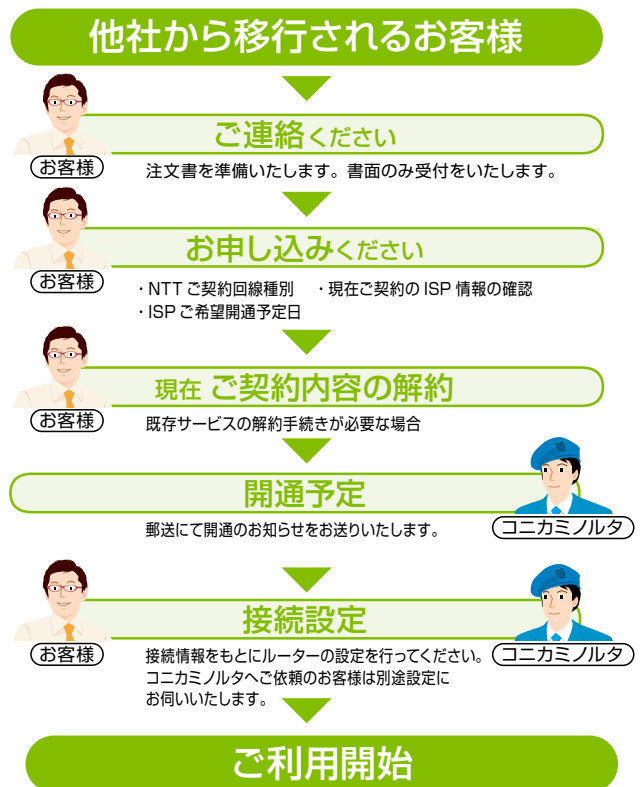 他社から移行されるお客様
ご連絡ください
お客様
注文書を準備いたします。書面のみ受付をいたします。
お申し込みください
お客様
・NTTご契約回線種別 ・現在ご契約のISP情報の確認
・ISPご希望開通予定日
現在 ご契約内容の解約
お客様
既存サービスの解約手続きが必要な場合
開通予定
コニカミノルタ
郵送にて開通のお知らせをお送りいたします。
接続設定
お客様
コニカミノルタ
接続情報をもとにルーターの設定を行ってください。
コニカミノルタへご依頼のお客様は別途設定に
お伺いいたします。
ご利用開始